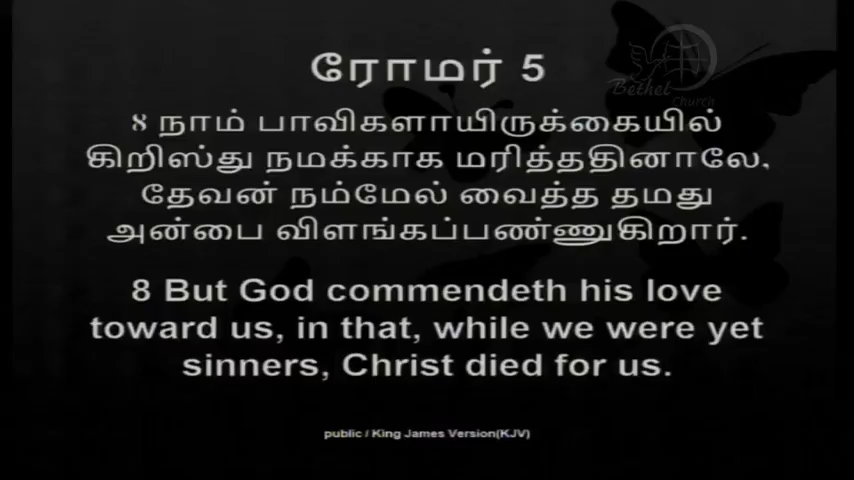 Bethel
Church
ரோமர் 5
8 நாம் பாவிகளாயிருக்கையில்
கிறிஸ்து நமக்காக மரித்ததினாலே,
தேவன் நம்மேல் வைத்த தமது
அன்பை விளங்கப்பண்ணுகிறார்.
8 But God commendeth his love
toward us, in that, while we were yet
sinners, Christ died for us.
public / King James Version(KJV)